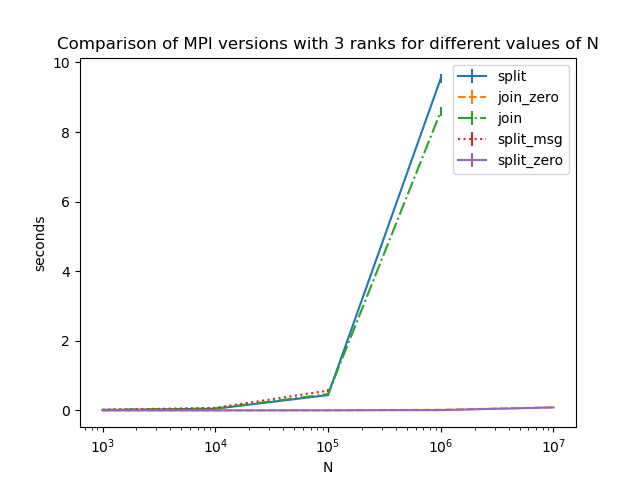 Comparison of MPI versions with 3 ranks for different values of N
10
8
6
4
2
0
seconds
split
join_zero
join
split_msg
split_zero
10³ 10⁴ 10⁵ 10⁶ 10⁷
N